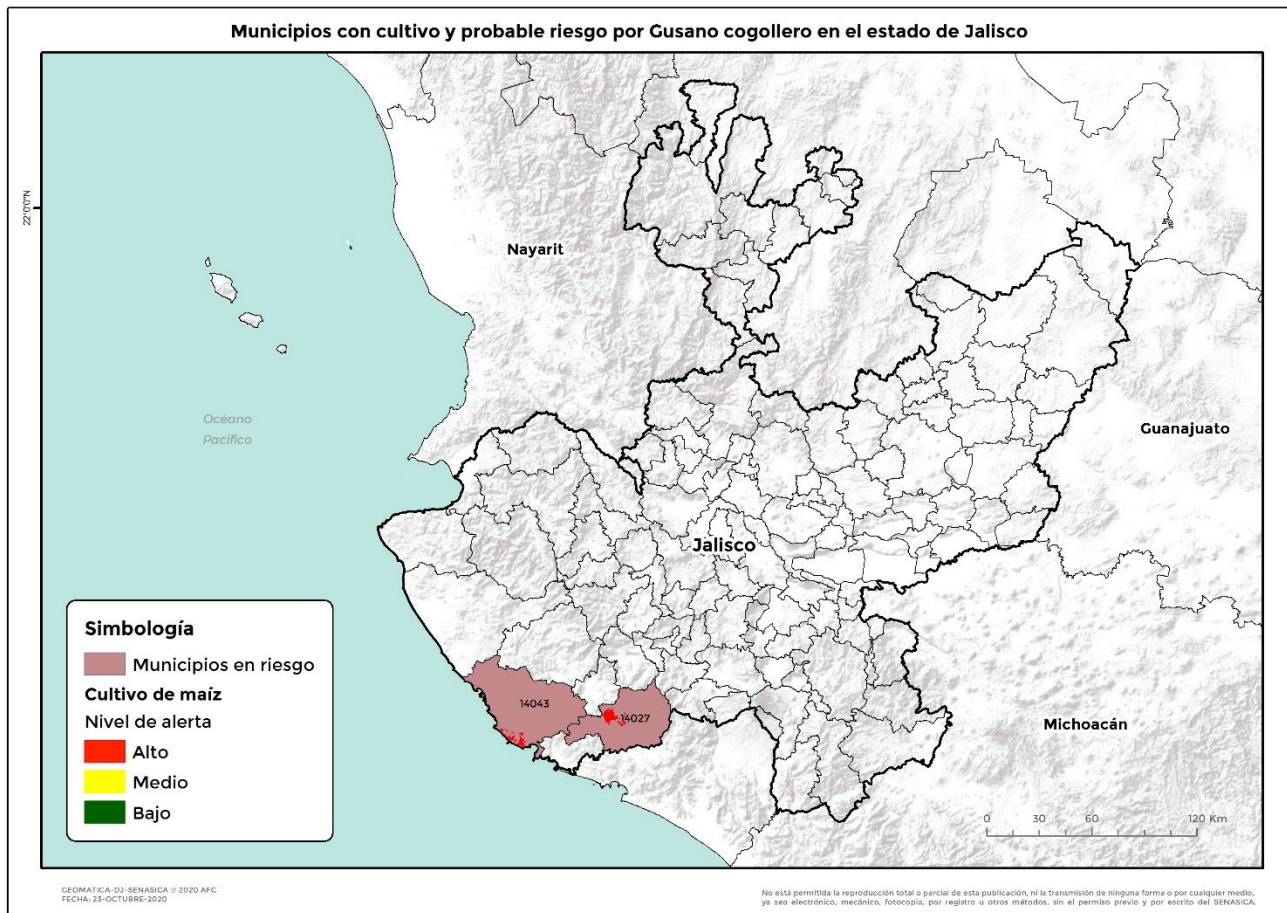 Municipios con cultivo y probable riesgo por Gusano cogollero en el estado de Jalisco
22°0'0"N
Nayarit
Océano
Pacífico
Guanajuato
Jalisco
Simbología
Municipios en riesgo
Cultivo de maíz
Nivel de alerta
Alto
Medio
Bajo
14043
14027
Michoacán
0 30 60 120 Km
GEOMATICA-DJ-SENASICA @ 2020 AFC
FECHA: 23-OCTUBRE-2020
No está permitida la reproducción total o parcial de esta publicación, ni la transmisión de ninguna forma o por cualquier medio,
ya sea electrónico, mecánico, fotocopia, por registro u otros métodos, sin el permiso previo y por escrito del SENASICA.